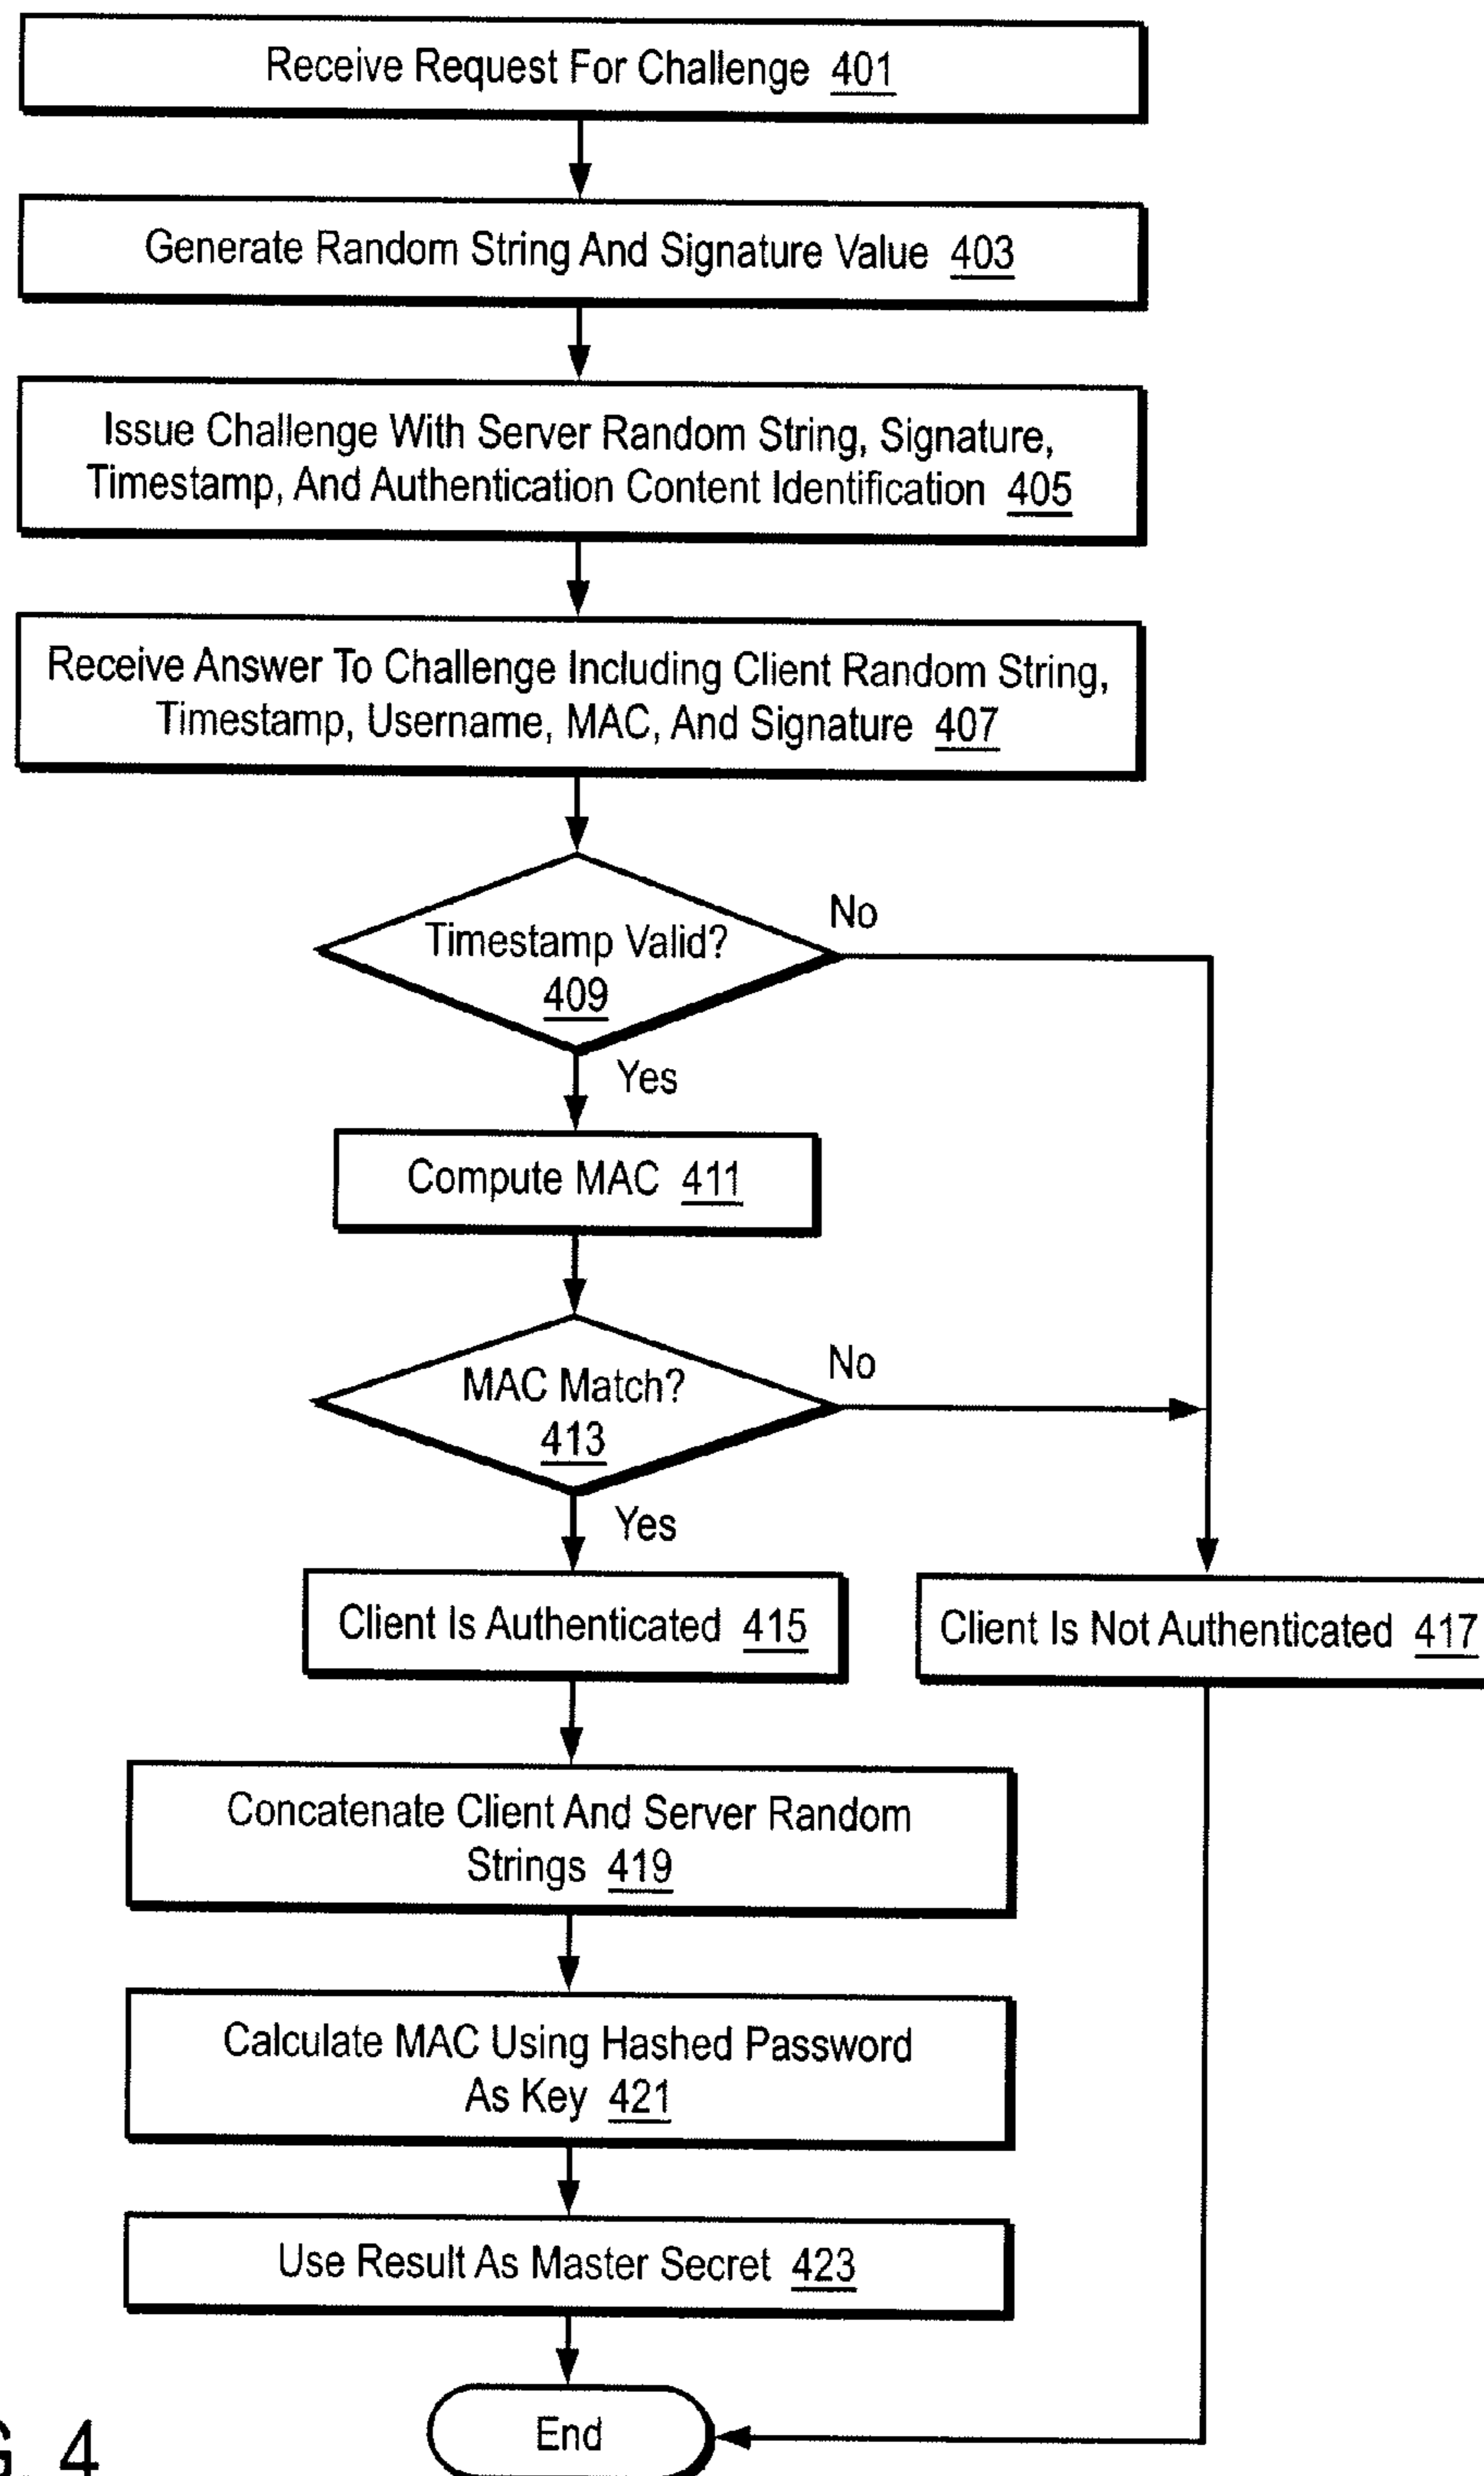 Receive Request For Challenge 401
Generate Random String And Signature Value 403
Issue Challenge With Server Random String, Signature,
Timestamp, And Authentication Content Identification 405
Receive Answer To Challenge Including Client Random String,
Timestamp, Username, MAC, And Signature 407
Timestamp Valid?
409
No
Yes
Compute MAC 411
MAC Match?
413
No
Yes
Client Is Authenticated 415
Client Is Not Authenticated 417
Concatenate Client And Server Random
Strings 419
Calculate MAC Using Hashed Password
As Key 421
Use Result As Master Secret 423
End
G. 4